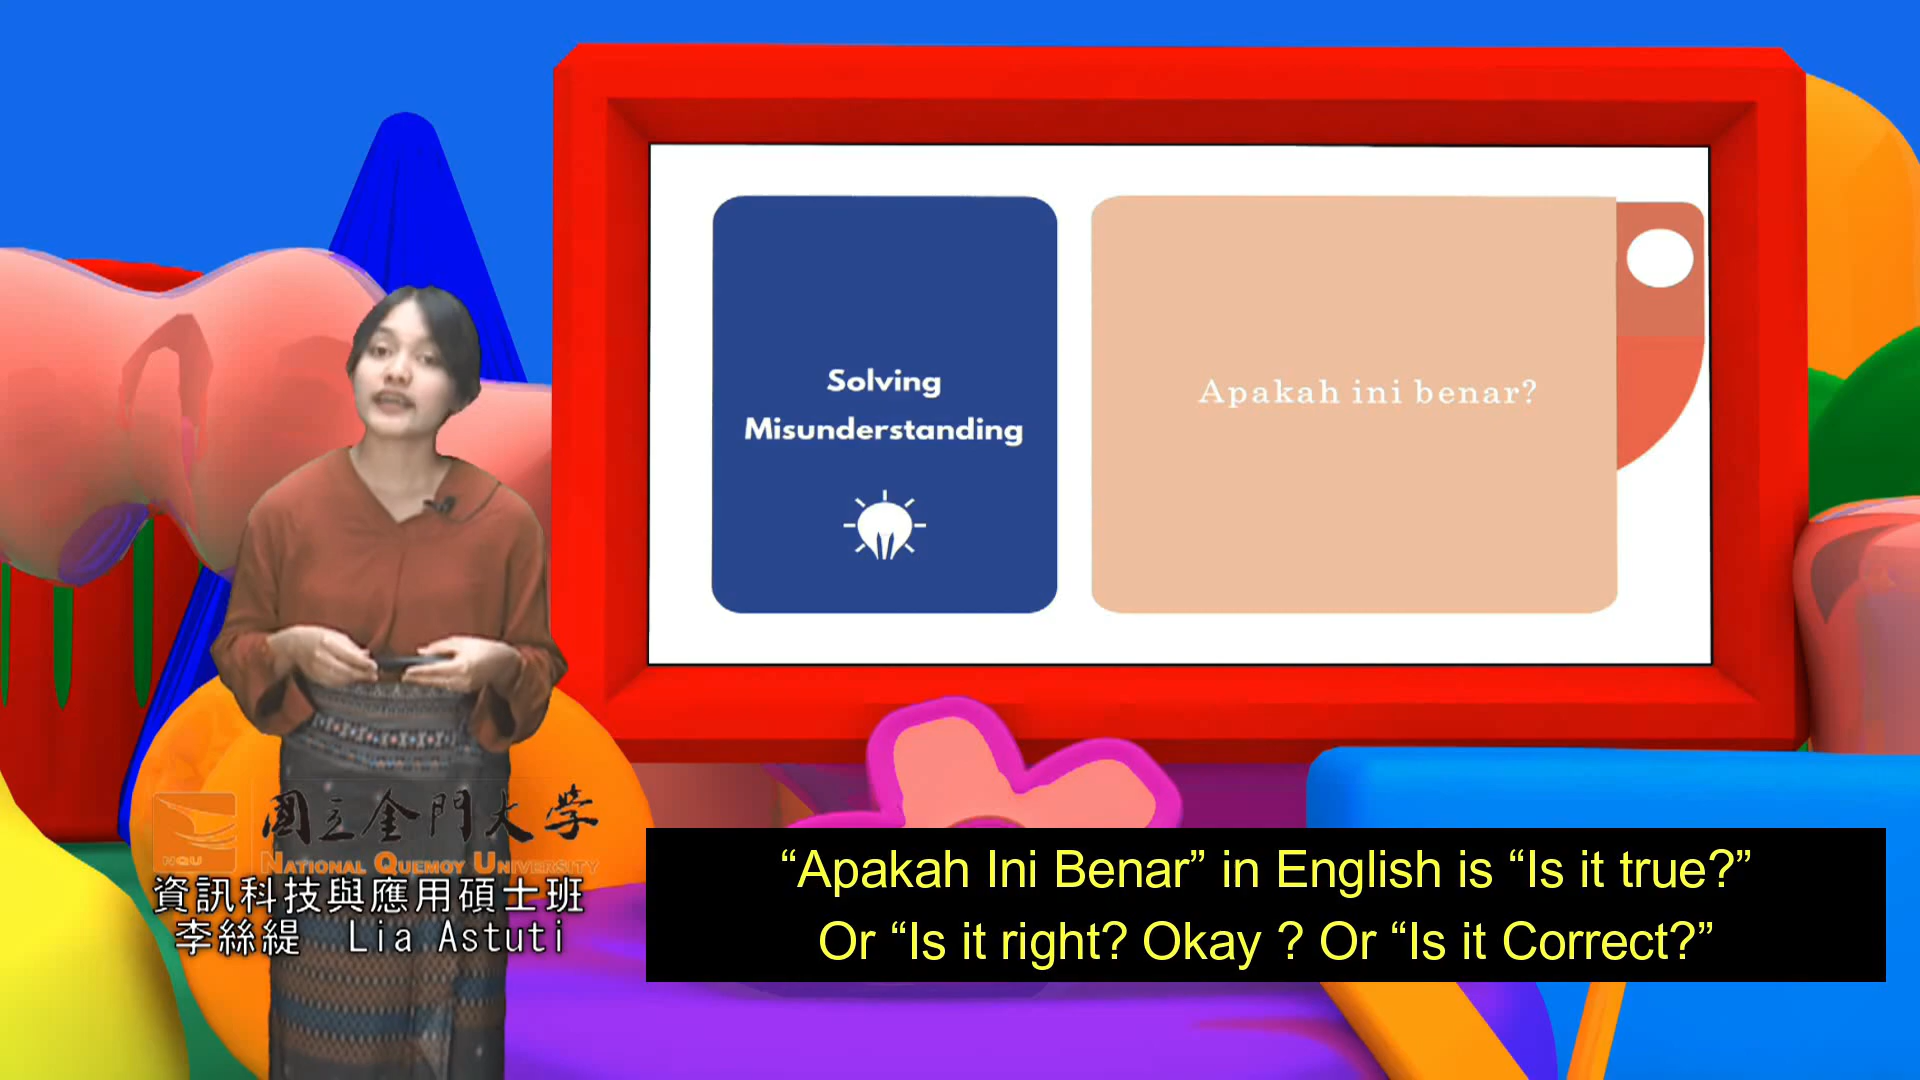 Solving
Misunderstanding
Apakah ini benar?
國立金門大學
NQU
NATIONAL QUEMOY UNIVERSITY
資訊科技與應用碩士班
李絲緹 Lia Astuti
“Apakah Ini Benar” in English is “Is it true?”
Or “Is it right? Okay ? Or “Is it Correct?”